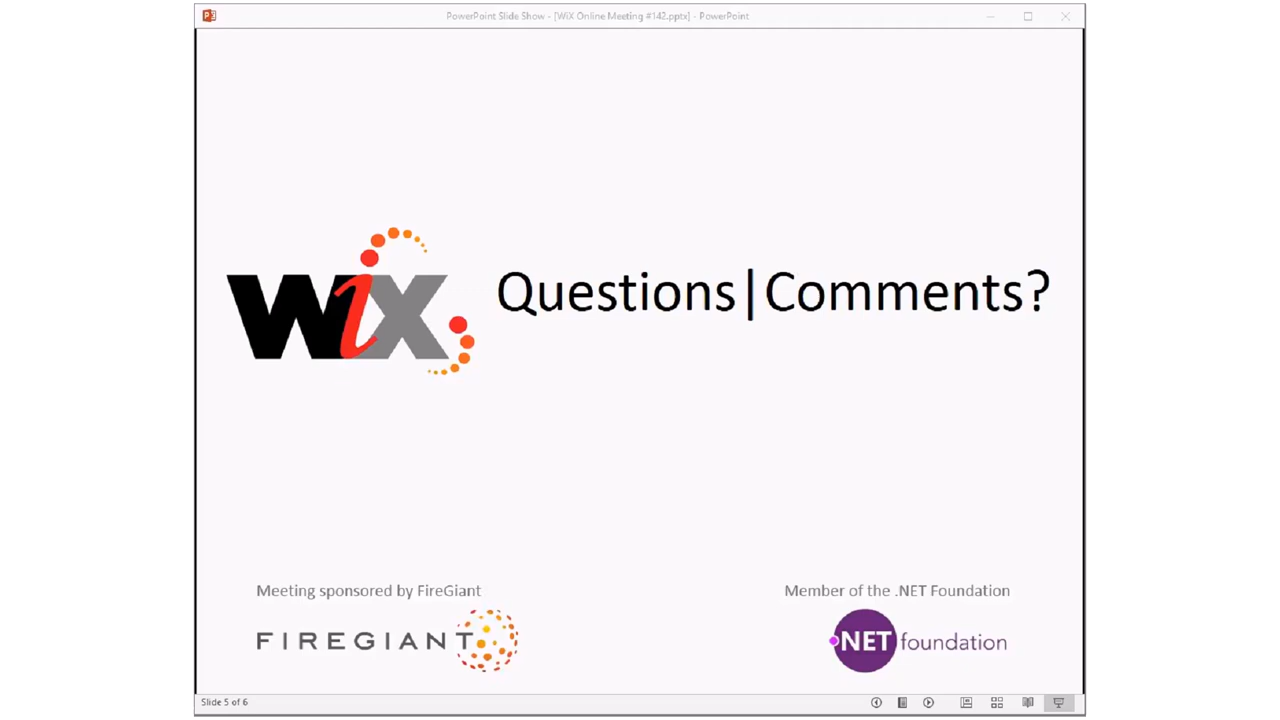 PowerPoint Slide Show - [WiX Online Meeting #142.pptx] - PowerPoint
WiX
Questions|Comments?
Meeting sponsored by FireGiant
Member of the .NET Foundation
FIREGIANT
.NET foundation
Slide 5 of 6